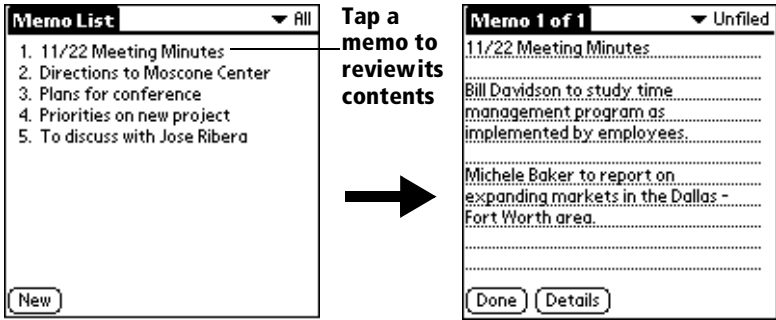 Memo List
All
1. 11/22 Meeting Minutes
2. Directions to Moscone Center
3. Plans for conference
4. Priorities on new project
5. To discuss with Jose Ribera
New
Tap a
memo to
reviewits
contents
Memo 1 of 1
Unfiled
11/22 Meeting Minutes
Bill Davidson to study time
management program as
implemented by employees.
Michele Baker to report on
expanding markets in the Dallas -
Fort Worth area.
Done
Details